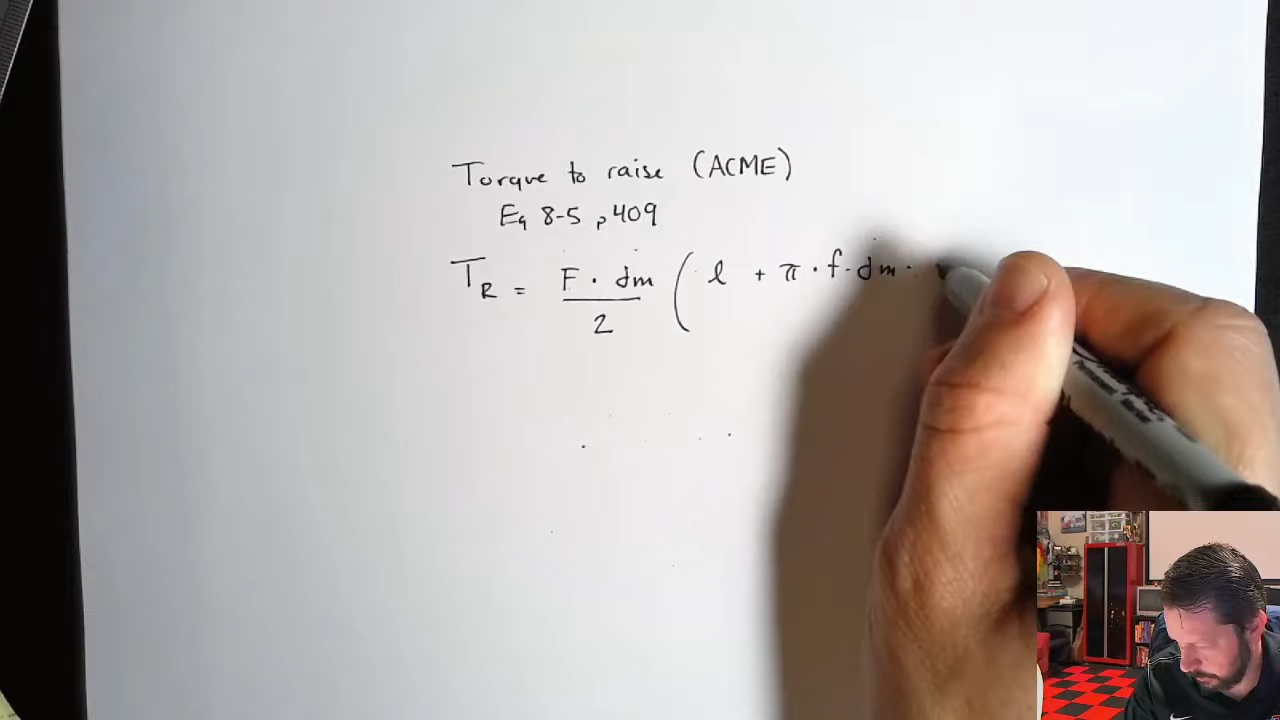 Torque to raise (ACME)
Eq 8-5, p409
T_R = F · dm / 2 ( l + π · f · dm ·